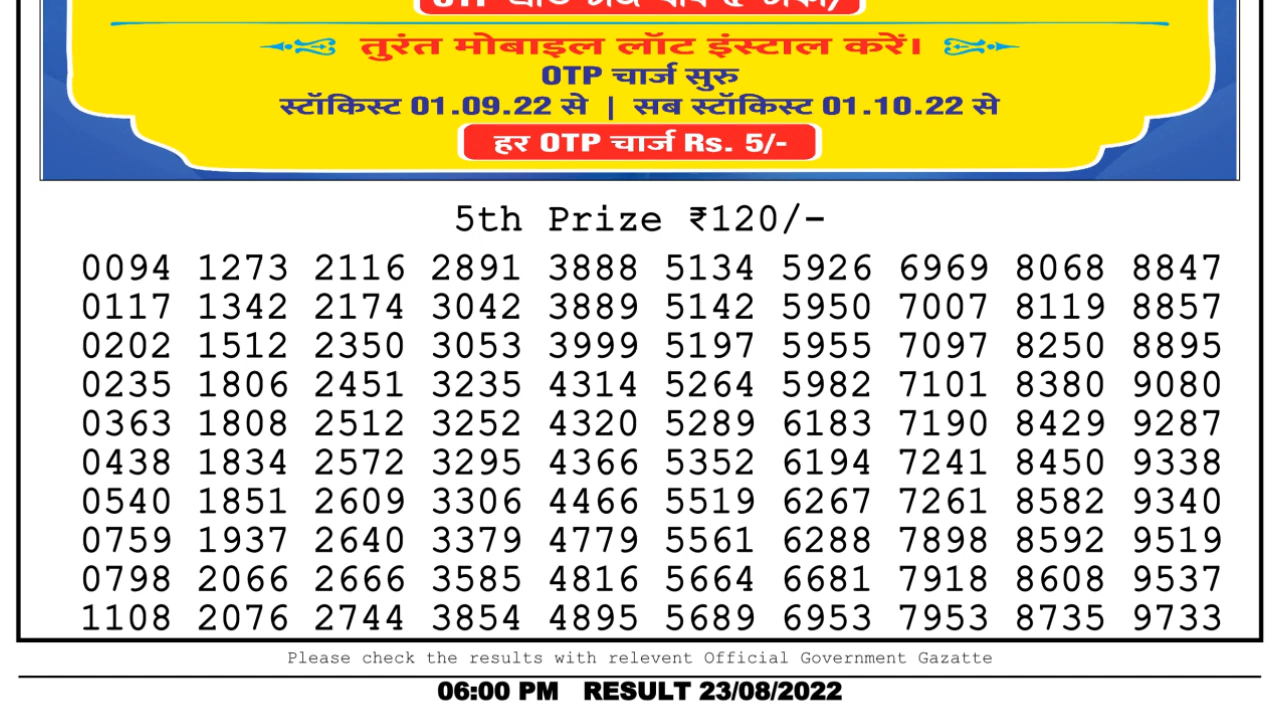 तुरंत मोबाइल लॉट इंस्टाल करें।
OTP चार्ज सुरु
स्टॉकिस्ट 01.09.22 से | सब स्टॉकिस्ट 01.10.22 से
हर OTP चार्ज Rs. 5/-
5th Prize ₹120/-
0094 1273 2116 2891 3888 5134 5926 6969 8068 8847
0117 1342 2174 3042 3889 5142 5950 7007 8119 8857
0202 1512 2350 3053 3999 5197 5955 7097 8250 8895
0235 1806 2451 3235 4314 5264 5982 7101 8380 9080
0363 1808 2512 3252 4320 5289 6183 7190 8429 9287
0438 1834 2572 3295 4366 5352 6194 7241 8450 9338
0540 1851 2609 3306 4466 5519 6267 7261 8582 9340
0759 1937 2640 3379 4779 5561 6288 7898 8592 9519
0798 2066 2666 3585 4816 5664 6681 7918 8608 9537
1108 2076 2744 3854 4895 5689 6953 7953 8735 9733
Please check the results with relevent Official Government Gazatte
06:00 PM RESULT 23/08/2022